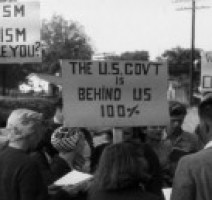 SM
ISM
E YOU?
THE U.S. GOV'T
IS
BEHIND US
100%